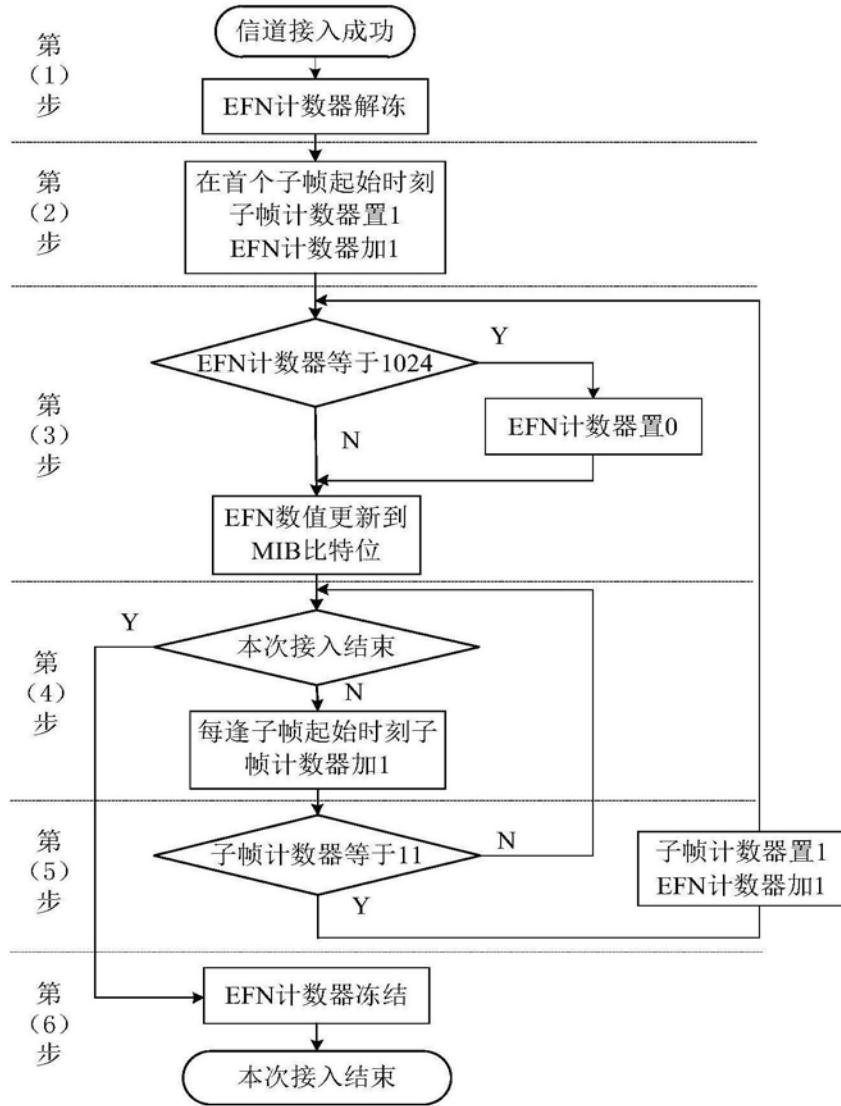 信道接入成功
第
（1）
步
EFN计数器解冻
第
（2）
步
在首个子帧起始时刻
子帧计数器置1
EFN计数器加1
第
（3）
步
EFN计数器等于1024
Y
EFN计数器置0
N
EFN数值更新到
MIB比特位
第
（4）
步
Y
本次接入结束
N
每逢子帧起始时刻子
帧计数器加1
第
（5）
步
子帧计数器等于11
N
Y
子帧计数器置1
EFN计数器加1
第
（6）
步
EFN计数器冻结
本次接入结束